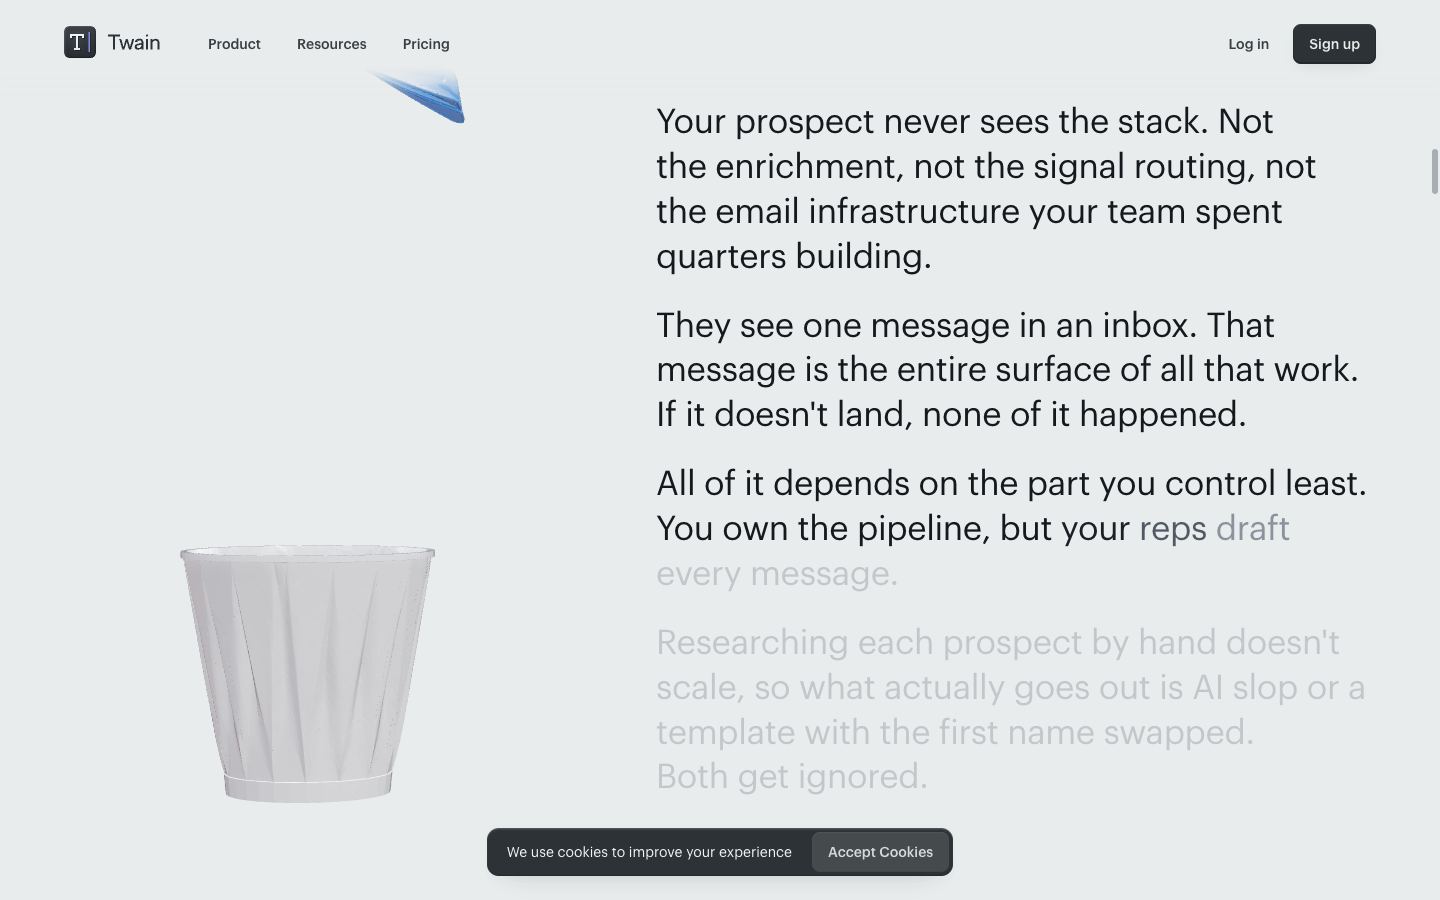 T Twain
Product
Resources
Pricing
Log in
Sign up
Your prospect never sees the stack. Not
the enrichment, not the signal routing, not
the email infrastructure your team spent
quarters building.
They see one message in an inbox. That
message is the entire surface of all that work.
If it doesn't land, none of it happened.
All of it depends on the part you control least.
You own the pipeline, but your reps draft
every message.
Researching each prospect by hand doesn't
scale, so what actually goes out is AI slop or a
template with the first name swapped.
Both get ignored.
We use cookies to improve your experience
Accept Cookies